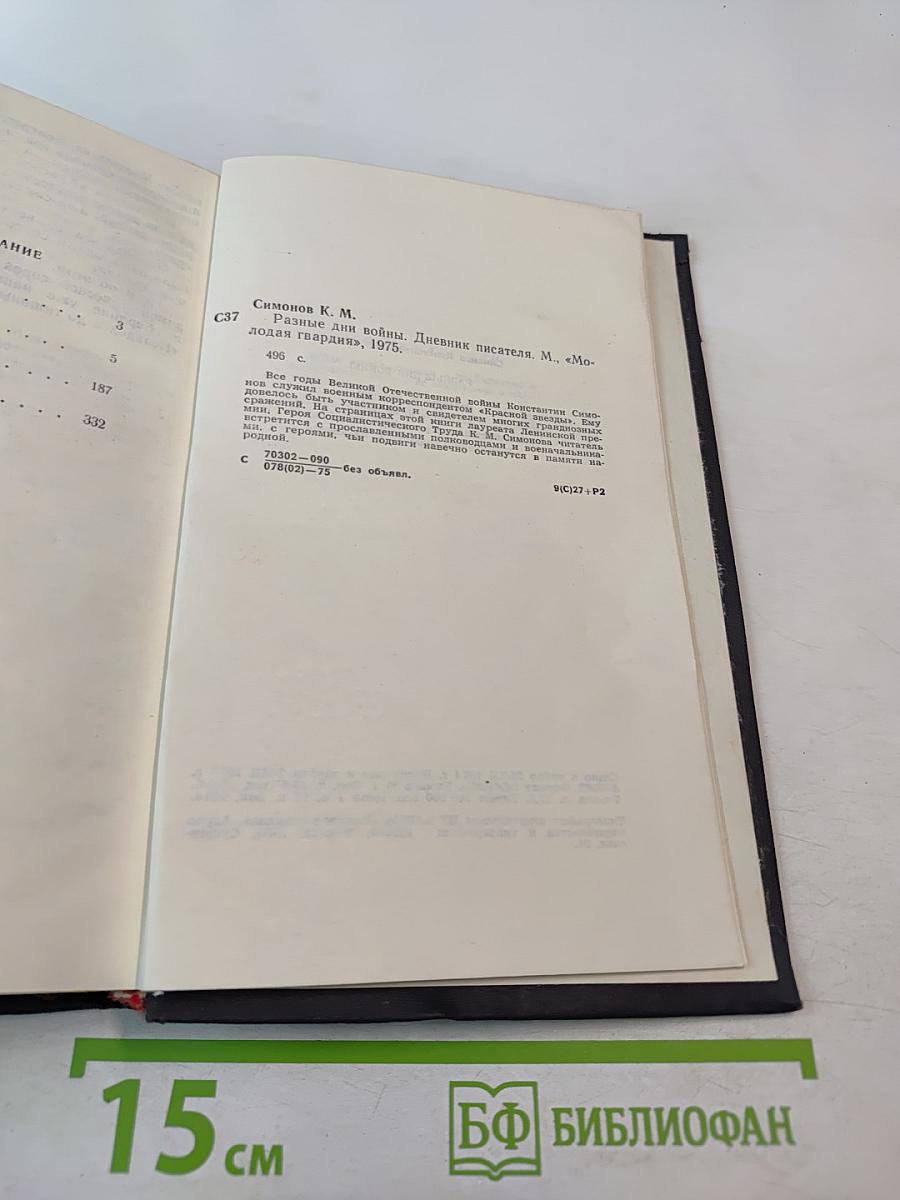 АНИЕ
3
5
187
332
Симонов К. М.
С37
Разные дни войны. Дневник писателя. М., «Мо-
лодая гвардия», 1975.
496 с.
Все годы Великой Отечественной войны Константин Симо-
нов служил военным корреспондентом «Красной звезды». Ему
довелось быть участником и свидетелем многих грандиозных
сражений. На страницах этой книги лауреата Ленинской пре-
мии, Героя Социалистического Труда К. М. Симонова читатель
встретится с прославленными полководцами и военачальника-
ми, с героями, чьи подвиги навечно останутся в памяти на-
родной.
С 70302—090
078(02)—75 —без объявл.
9(С)27+Р2
15 см
БФ БИБЛИОФАН